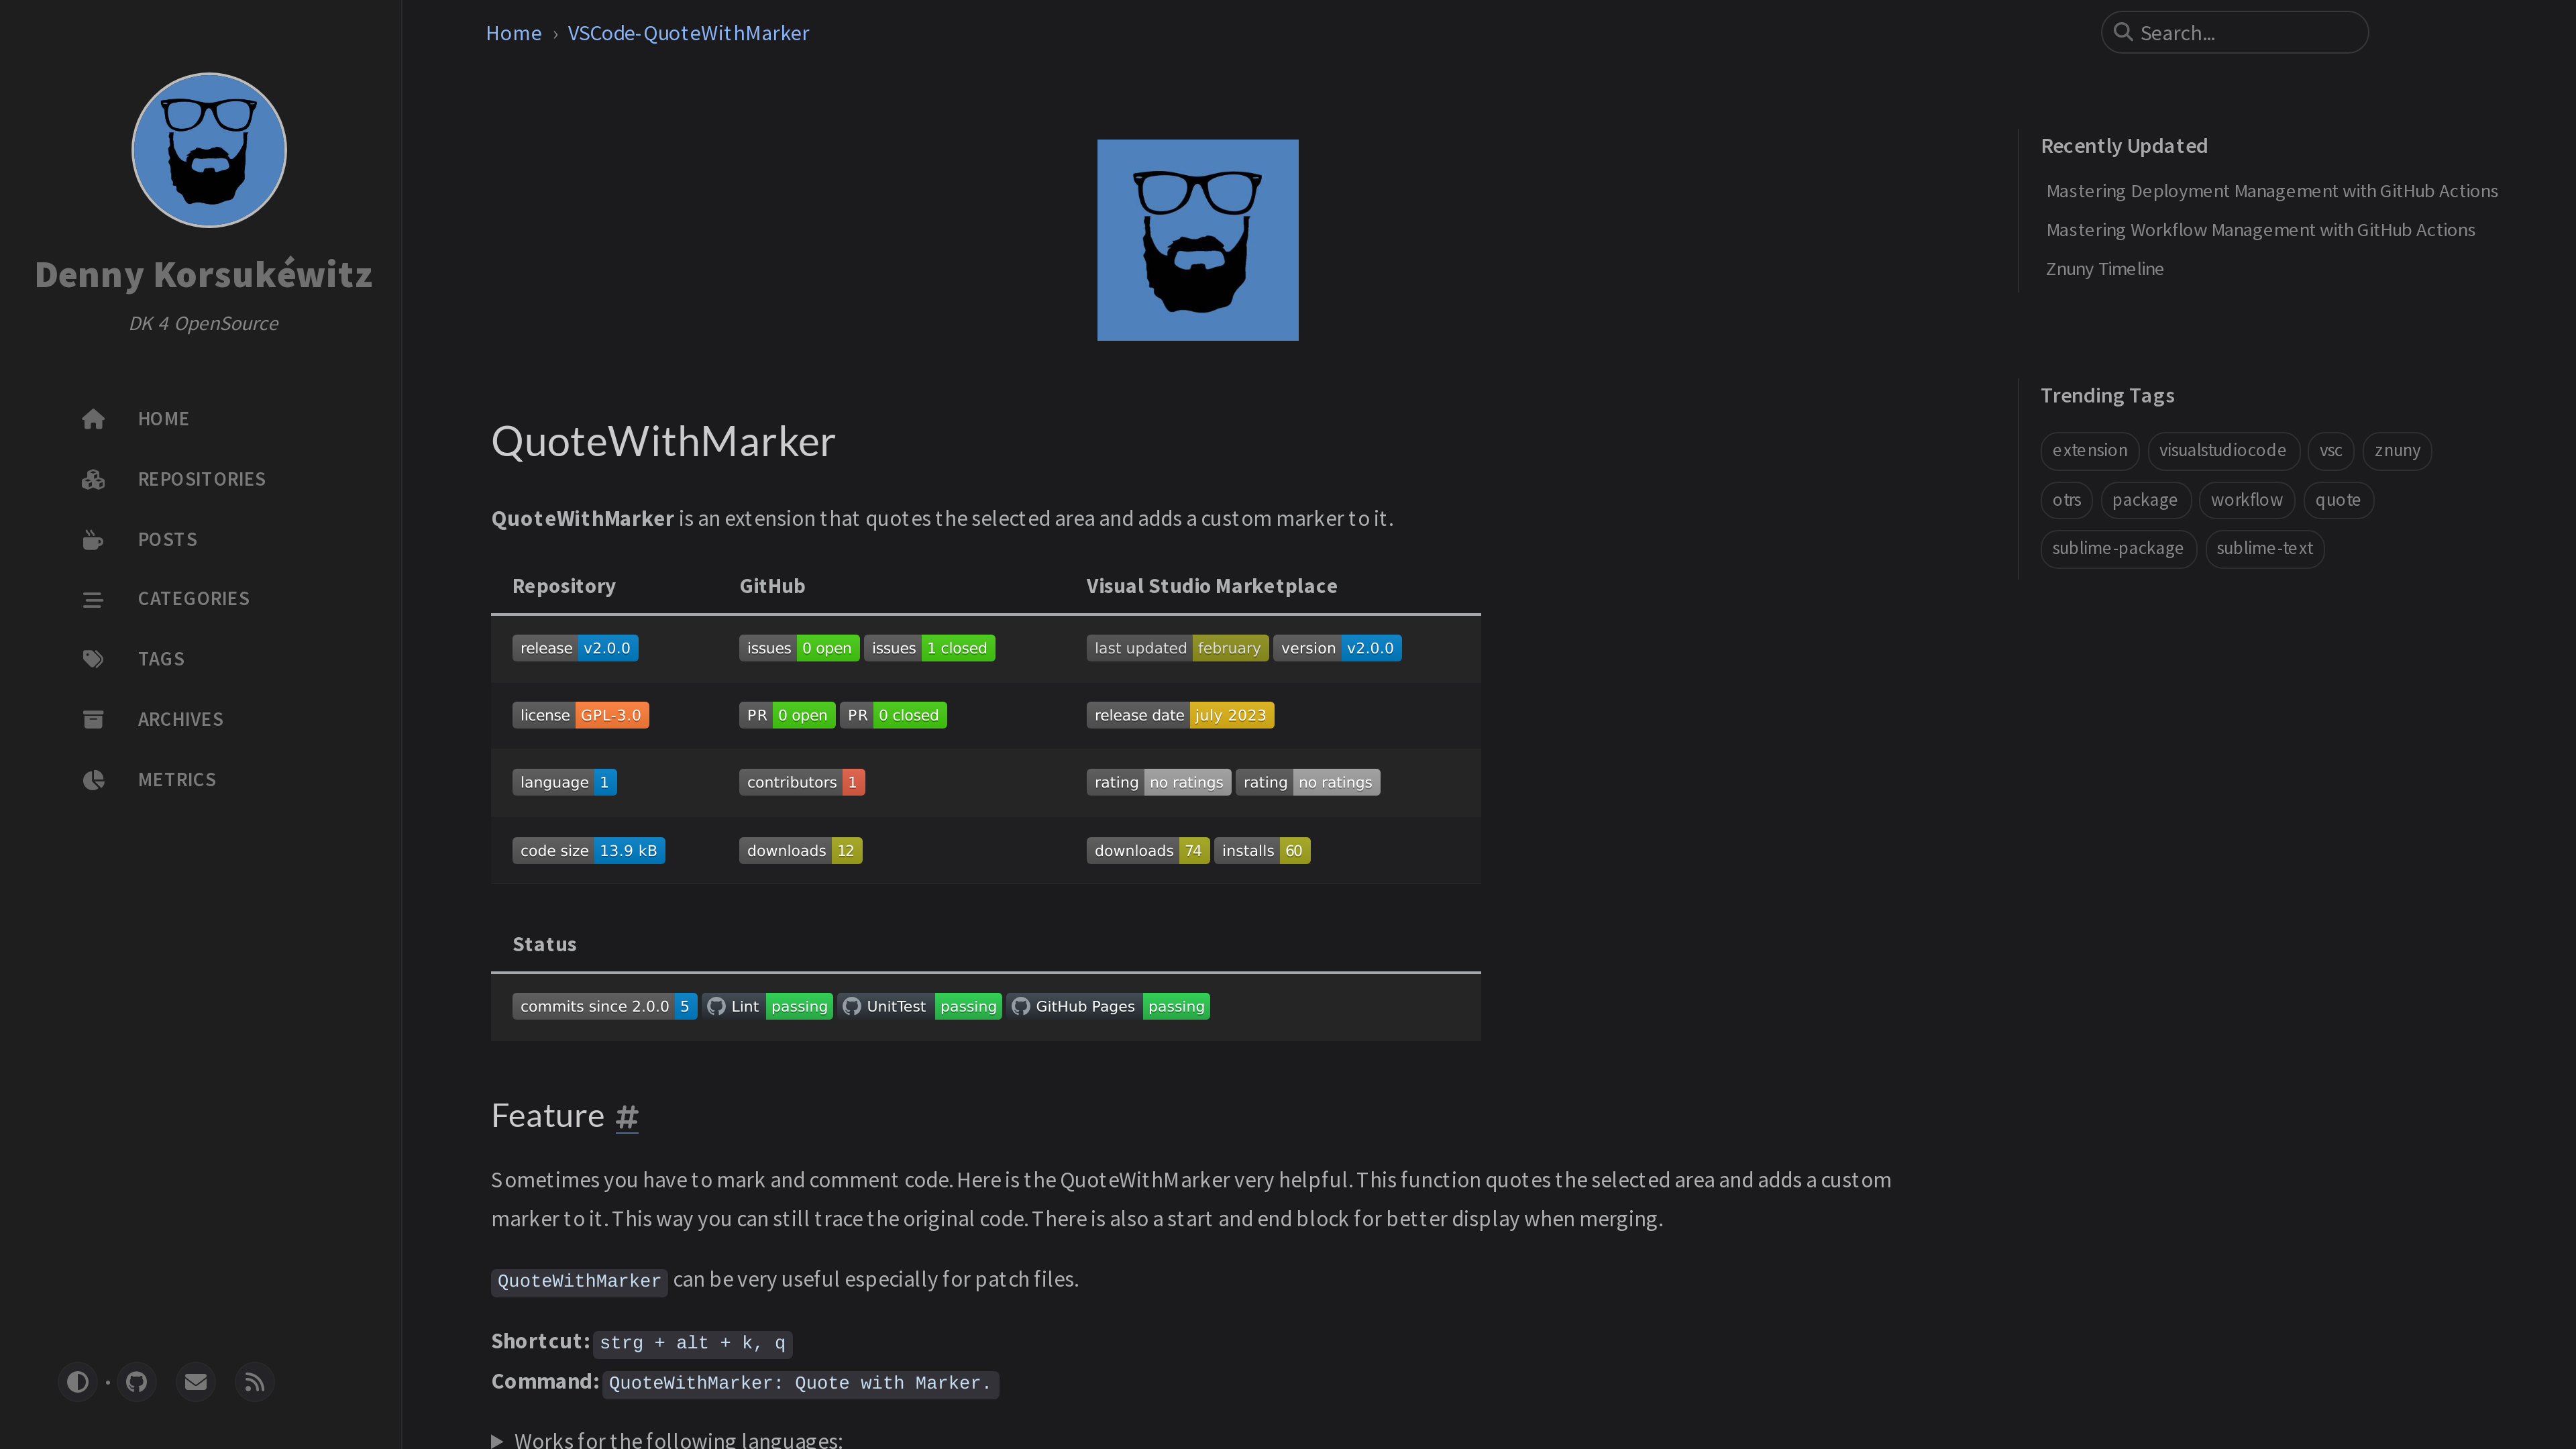 Denny Korsukéwitz
DK 4 OpenSource
HOME
REPOSITORIES
POSTS
CATEGORIES
TAGS
ARCHIVES
METRICS
Home › VSCode-QuoteWithMarker
Search...
QuoteWithMarker
QuoteWithMarker is an extension that quotes the selected area and adds a custom marker to it.
Repository GitHub Visual Studio Marketplace
release v2.0.0 issues 0 open issues 1 closed last updated february version v2.0.0
license GPL-3.0 PR 0 open PR 0 closed release date july 2023
language 1 contributors 1 rating no ratings rating no ratings
code size 13.9 kB downloads 12 downloads 74 installs 60
Status
commits since 2.0.0 5 Lint passing UnitTest passing GitHub Pages passing
Feature #
Sometimes you have to mark and comment code. Here is the QuoteWithMarker very helpful. This function quotes the selected area and adds a custom
marker to it. This way you can still trace the original code. There is also a start and end block for better display when merging.
QuoteWithMarker can be very useful especially for patch files.
Shortcut: strg + alt + k, q
Command: QuoteWithMarker: Quote with Marker.
Works for the following languages:
Recently Updated
Mastering Deployment Management with GitHub Actions
Mastering Workflow Management with GitHub Actions
Znuny Timeline
Trending Tags
extension visualstudiocode vsc znuny
otrs package workflow quote
sublime-package sublime-text